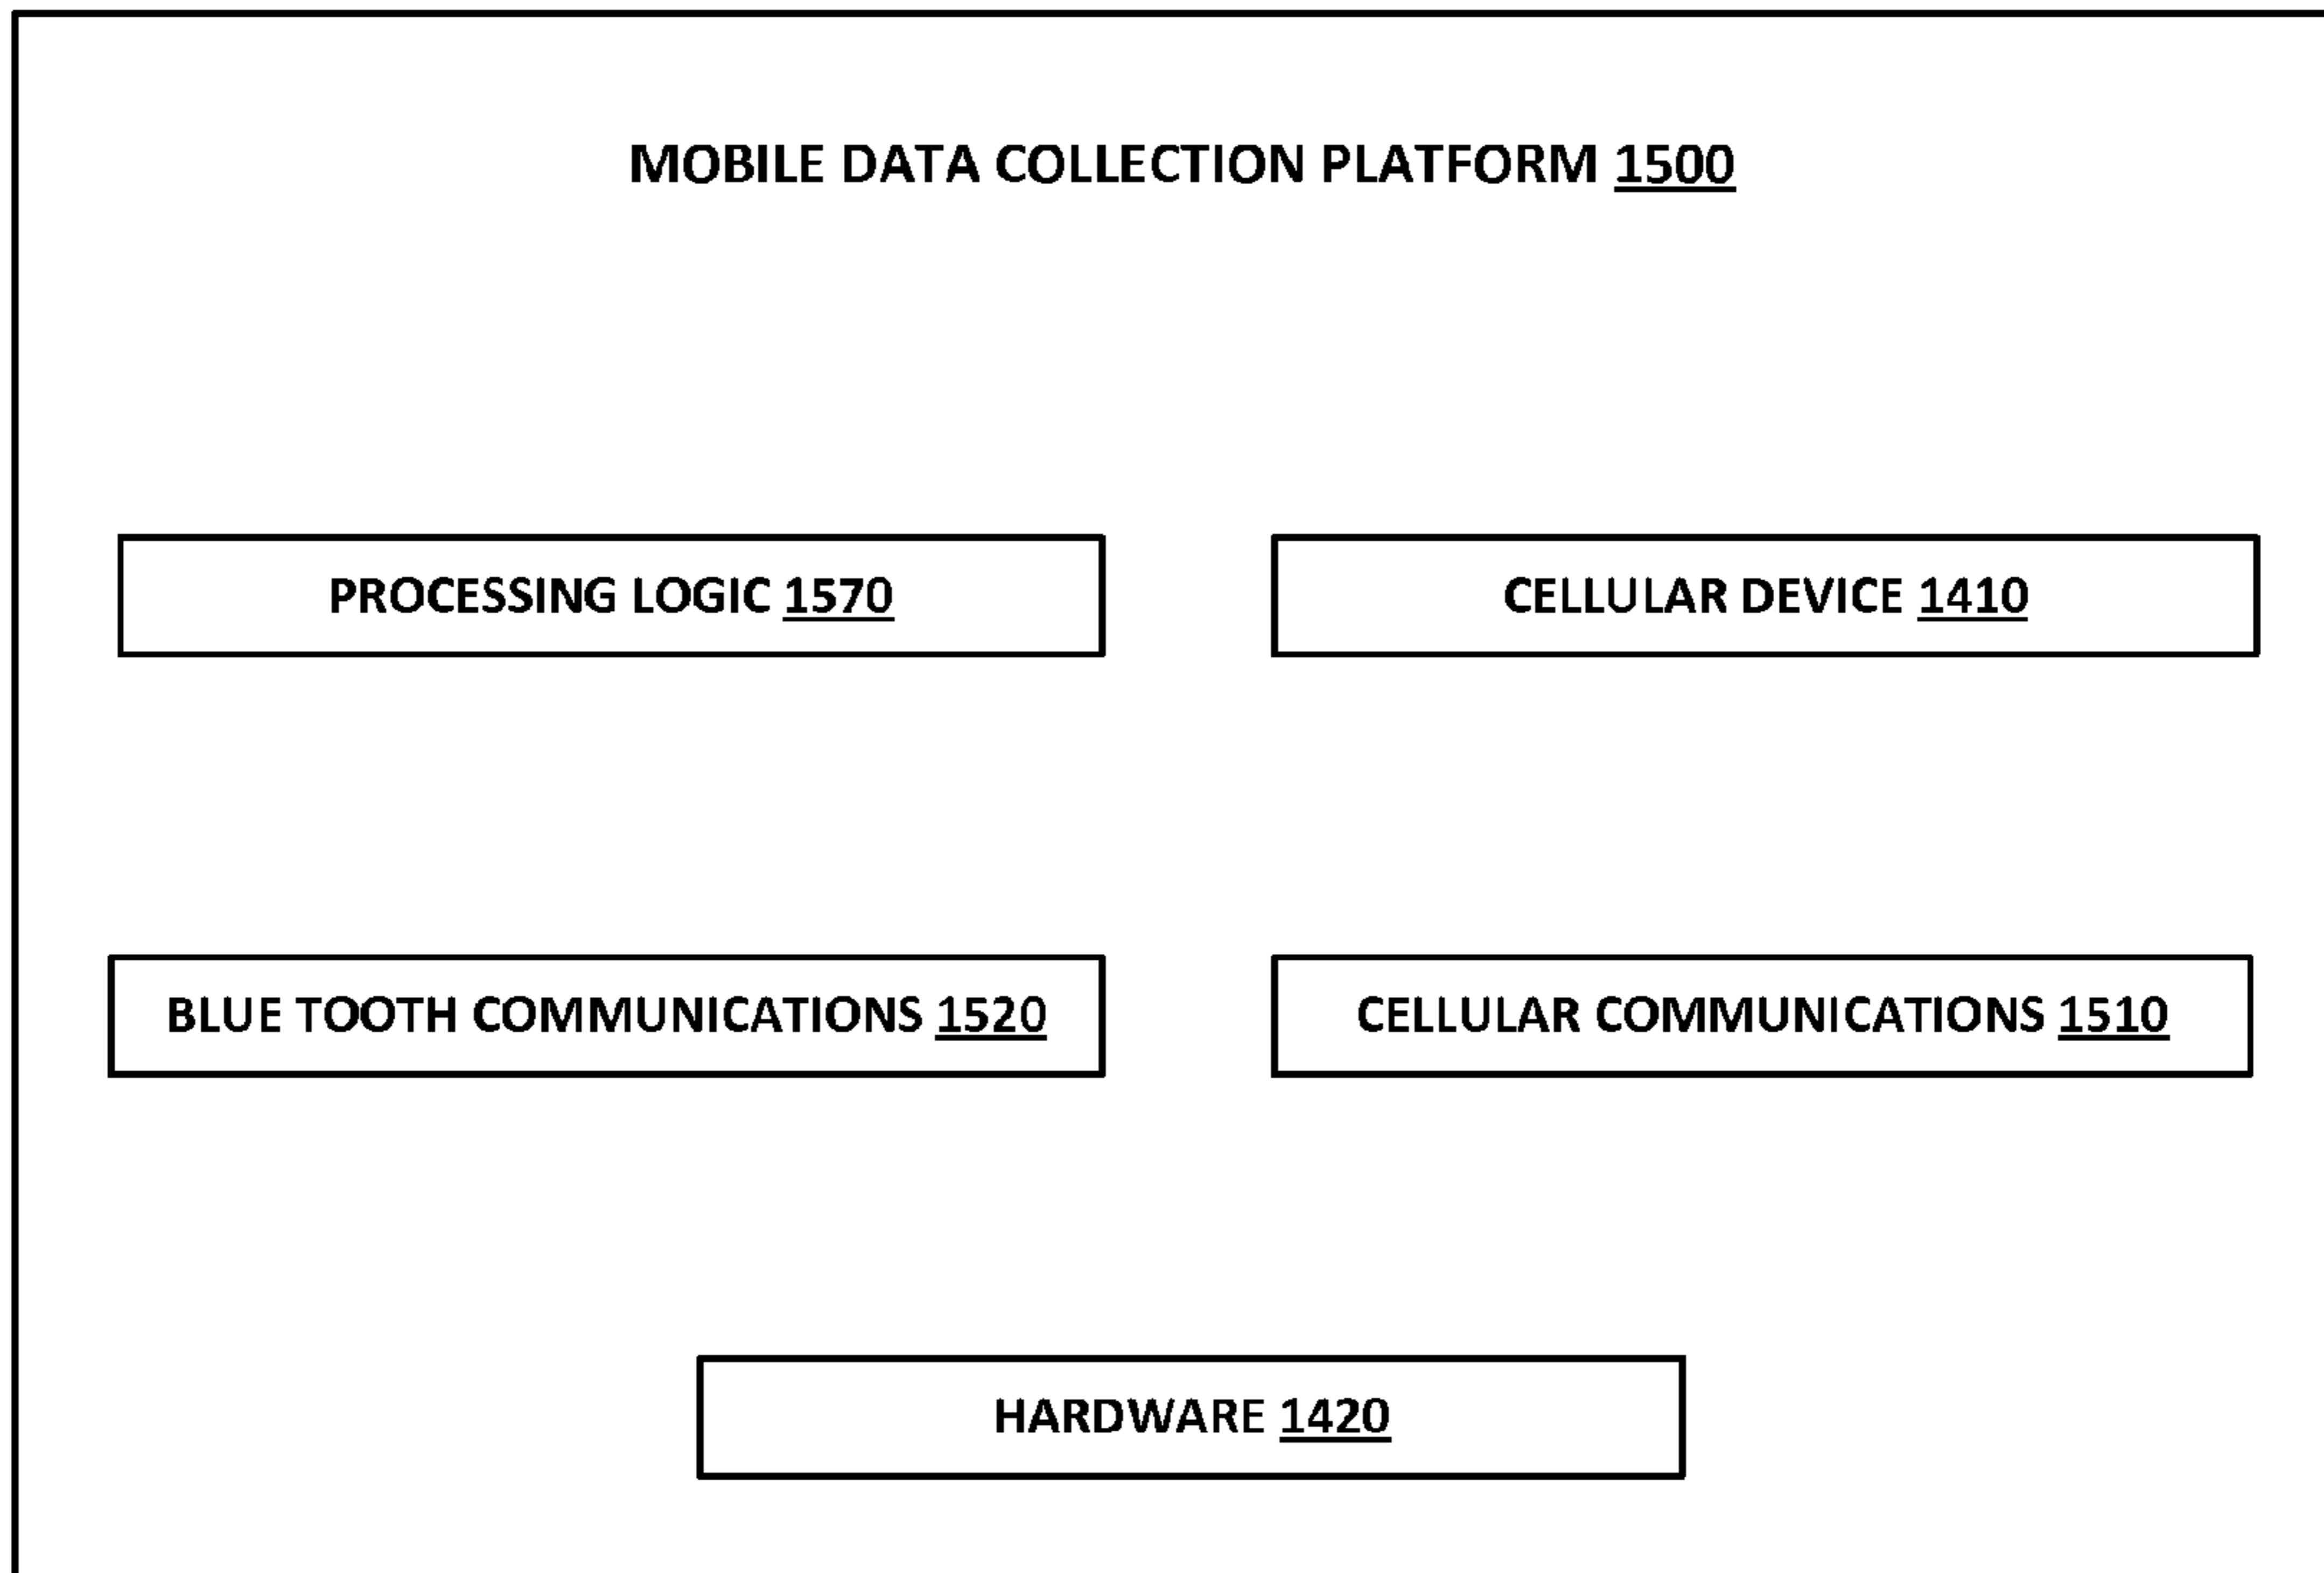 MOBILE DATA COLLECTION PLATFORM 1500
PROCESSING LOGIC 1570
CELLULAR DEVICE 1410
BLUE TOOTH COMMUNICATIONS 1520
CELLULAR COMMUNICATIONS 1510
HARDWARE 1420